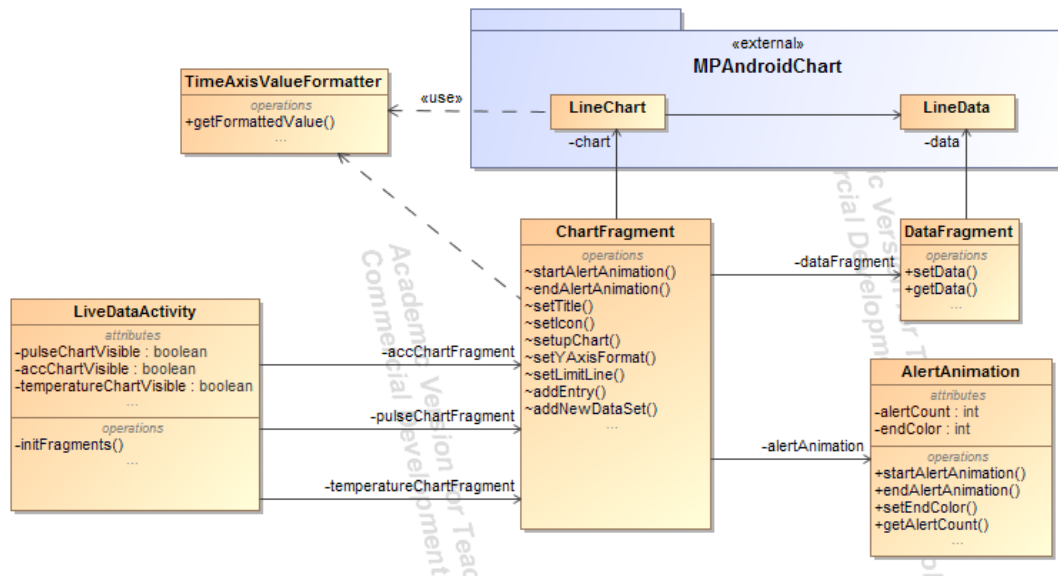 «external»
MPAndroidChart
TimeAxisValueFormatter
operations
+getFormattedValue()
...
«use»
LineChart
LineData
-chart
-data
ChartFragment
operations
~startAlertAnimation()
~endAlertAnimation()
~setTitle()
~setIcon()
~setupChart()
~setYAxisFormat()
~setLimitLine()
~addEntry()
~addNewDataSet()
...
-dataFragment
DataFragment
operations
+setData()
+getData()
...
LiveDataActivity
attributes
-pulseChartVisible : boolean
-accChartVisible : boolean
-temperatureChartVisible : boolean
...
operations
-initFragments()
...
-accChartFragment
-pulseChartFragment
-temperatureChartFragment
-alertAnimation
AlertAnimation
attributes
-alertCount : int
-endColor : int
operations
+startAlertAnimation()
+endAlertAnimation()
+setEndColor()
+getAlertCount()
...
Academic Version for Teac
Commercial Development